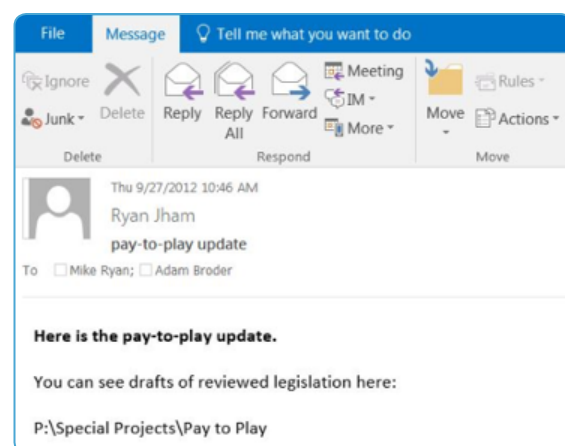 File Message Tell me what you want to do
Ignore
Junk
Delete
Reply
Reply All
Forward
Meeting
IM
More
Move
Rules
Actions
Delete Respond Move
Thu 9/27/2012 10:46 AM
Ryan Jham
pay-to-play update
To Mike Ryan; Adam Broder
Here is the pay-to-play update.
You can see drafts of reviewed legislation here:
P:\Special Projects\Pay to Play